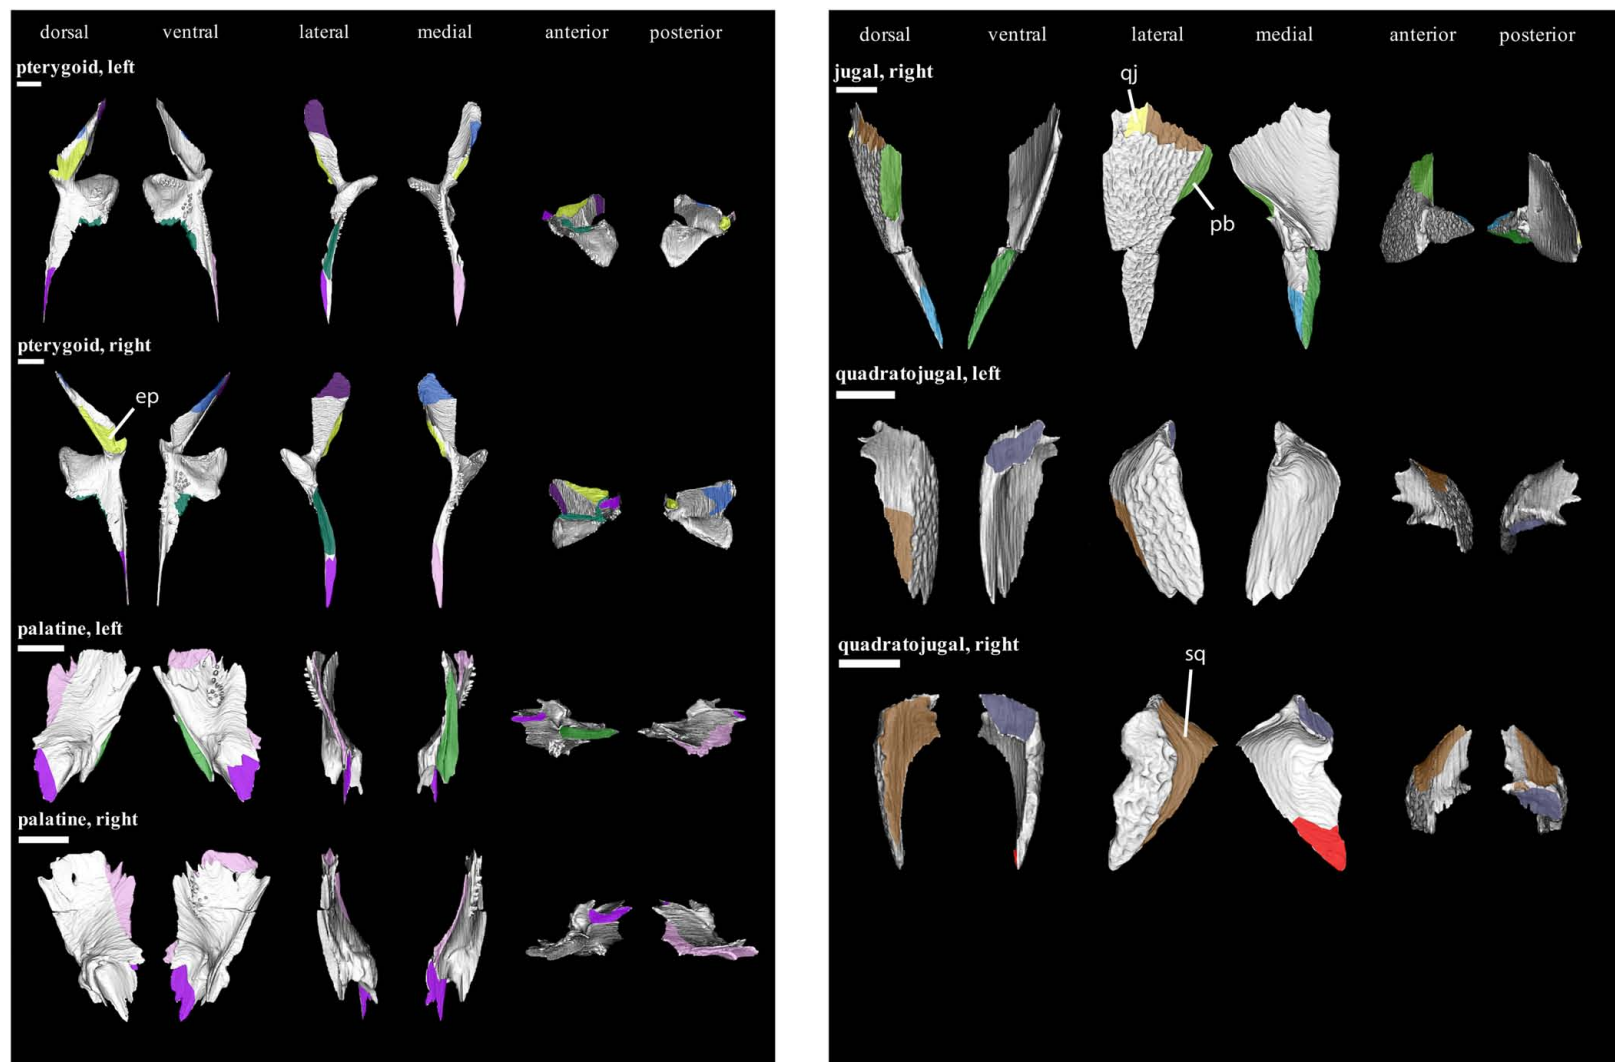 dorsal ventral lateral medial anterior posterior
pterygoid, left
pterygoid, right
ep
palatine, left
palatine, right
dorsal ventral lateral medial anterior posterior
jugal, right
qj
pb
quadratojugal, left
quadratojugal, right
sq